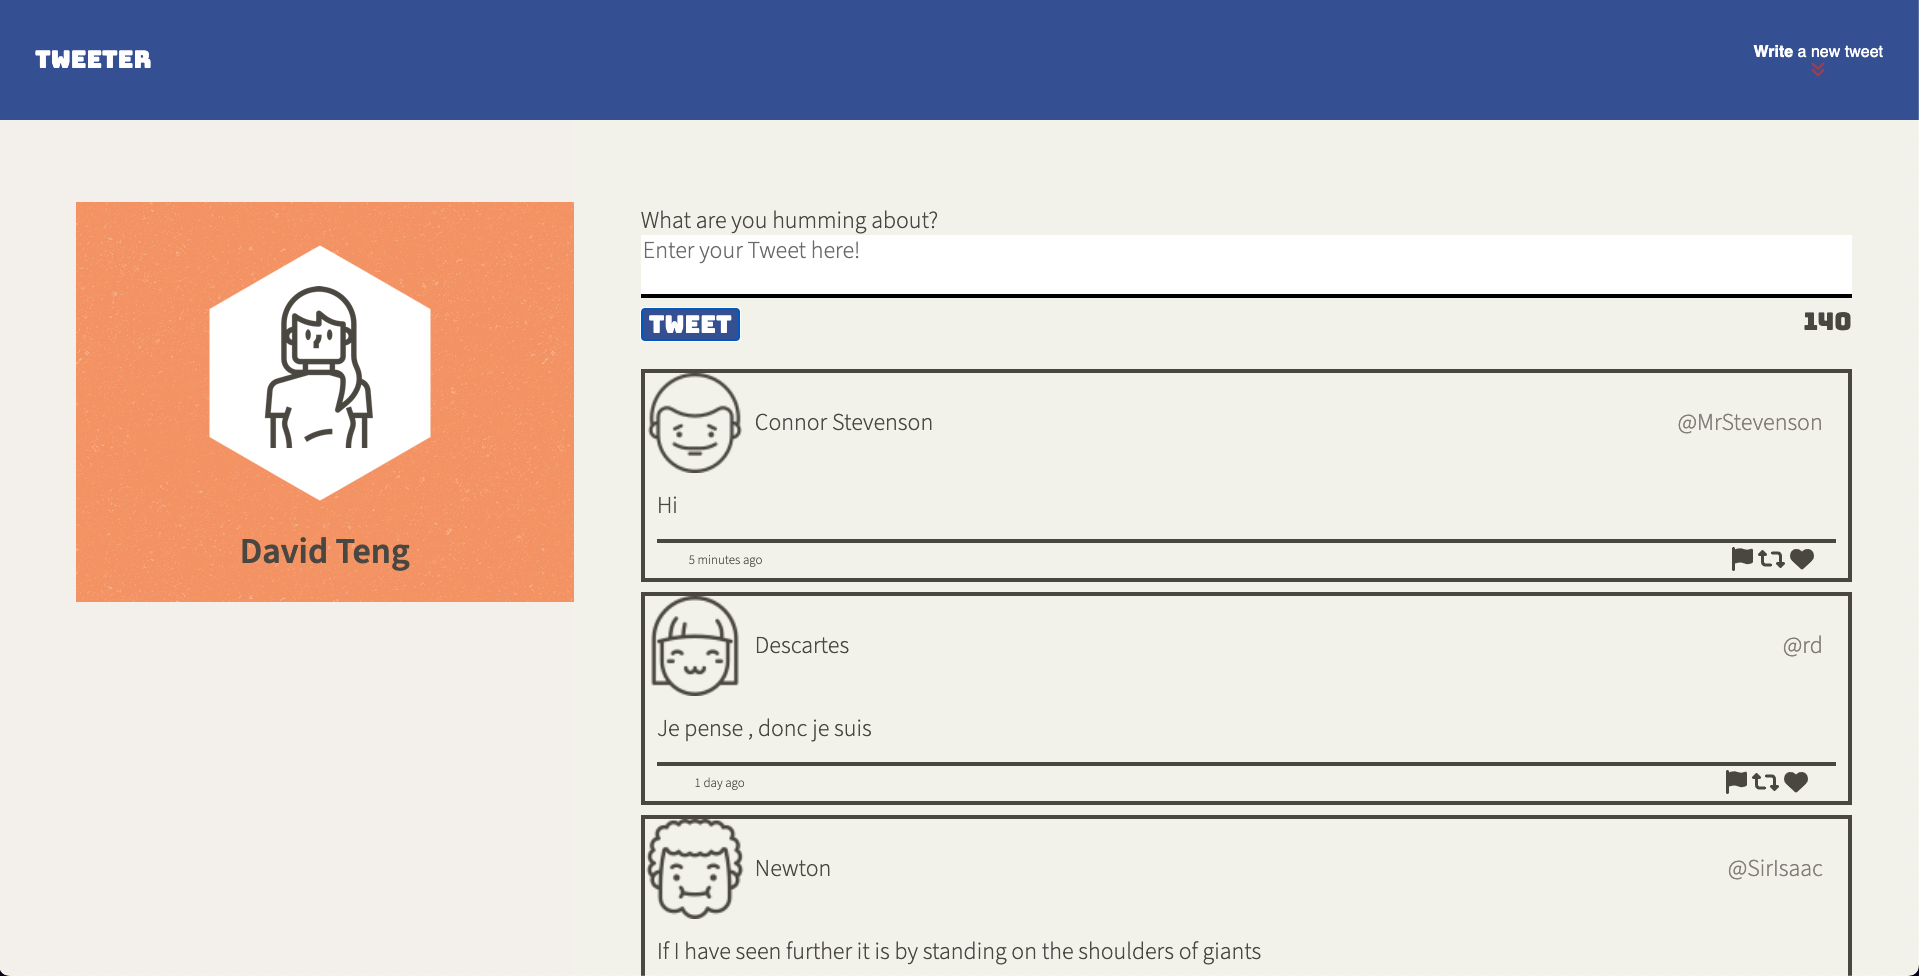 TWEETER
Write a new tweet
David Teng
What are you humming about?
Enter your Tweet here!
TWEET
140
Connor Stevenson
@MrStevenson
Hi
5 minutes ago
Descartes
@rd
Je pense , donc je suis
1 day ago
Newton
@SirIsaac
If I have seen further it is by standing on the shoulders of giants